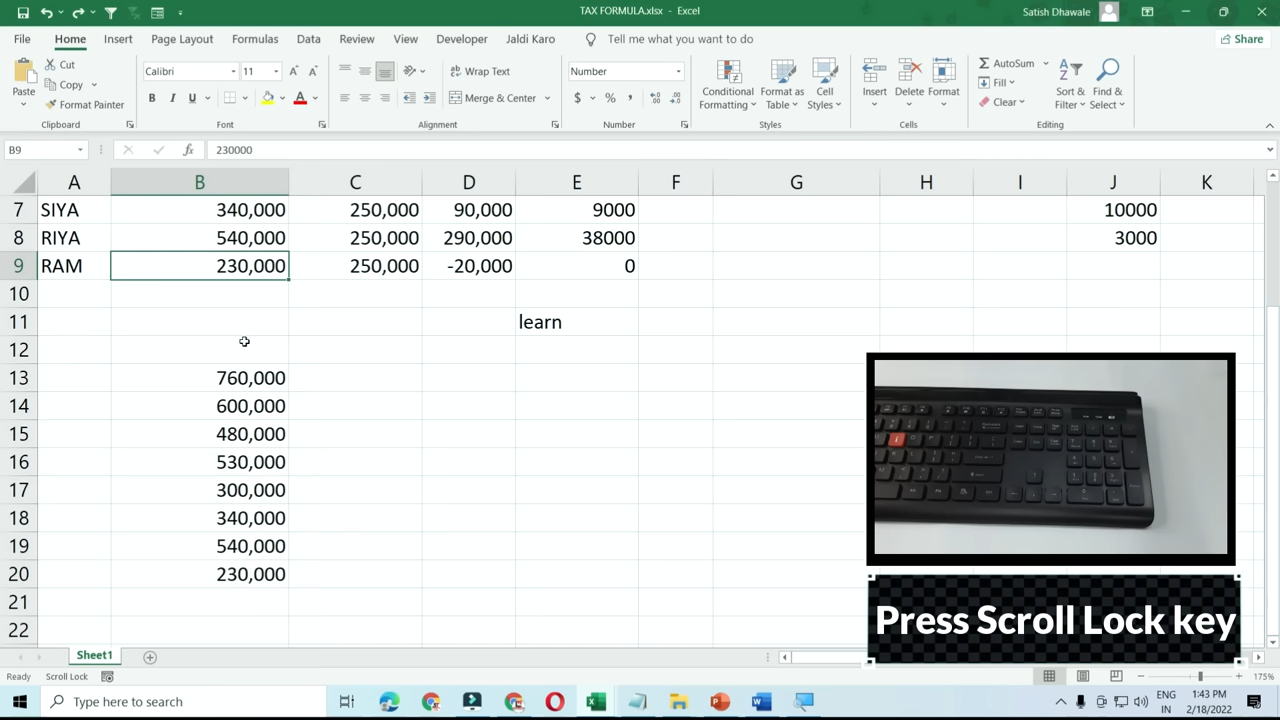 TAX FORMULA.xlsx - Excel
Satish Dhawale
File Home Insert Page Layout Formulas Data Review View Developer Jaldi Karo Tell me what you want to do Share
Paste Cut Copy Format Painter Clipboard
Calibri 11 B I U A Font
Wrap Text Merge & Center Alignment
Number $ % , Number
Conditional Formatting Format as Table Cell Styles Styles
Insert Delete Format Cells
AutoSum Fill Clear Sort & Filter Find & Select Editing
B9 fx 230000
A B C D E F G H I J K
7 SIYA 340,000 250,000 90,000 9000 10000
8 RIYA 540,000 250,000 290,000 38000 3000
9 RAM 230,000 250,000 -20,000 0
10
11 learn
12
13 760,000
14 600,000
15 480,000
16 530,000
17 300,000
18 340,000
19 540,000
20 230,000
21
22
Press Scroll Lock key
Sheet1
Ready Scroll Lock 175%
Type here to search
ENG IN
1:43 PM
2/18/2022